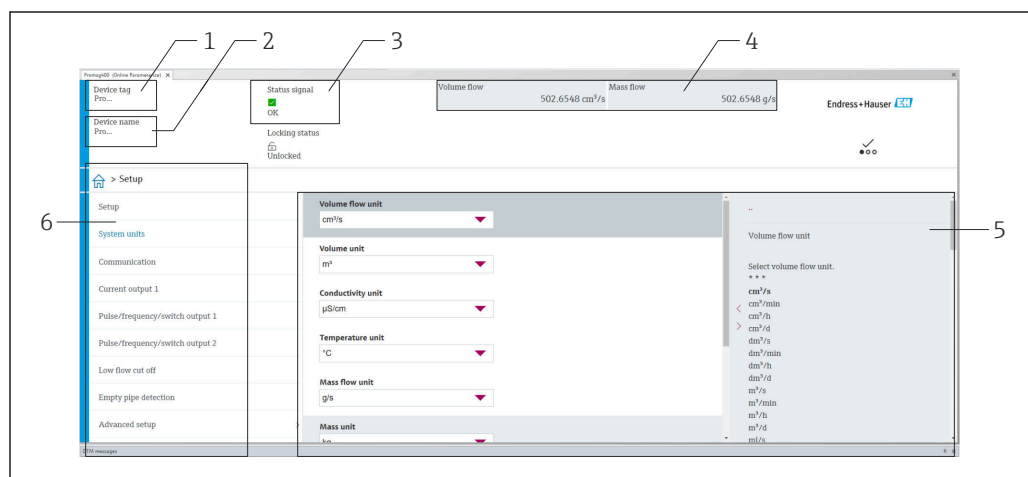 1 2 3 4
Promag400 (Online Parameterize) X
Device tag
Pro...
Device name
Pro...
Status signal
OK
Locking status
Unlocked
Volume flow
502.6548 cm³/s
Mass flow
502.6548 g/s
Endress+Hauser EH
> Setup
6
Setup
System units
Communication
Current output 1
Pulse/frequency/switch output 1
Pulse/frequency/switch output 2
Low flow cut off
Empty pipe detection
Advanced setup
Volume flow unit
cm³/s
Volume unit
m³
Conductivity unit
µS/cm
Temperature unit
°C
Mass flow unit
g/s
Mass unit
kg
..
Volume flow unit
Select volume flow unit.
* * *
cm³/s
cm³/min
cm³/h
cm³/d
dm³/s
dm³/min
dm³/h
dm³/d
m³/s
m³/min
m³/h
m³/d
ml/s
5
DTM messages